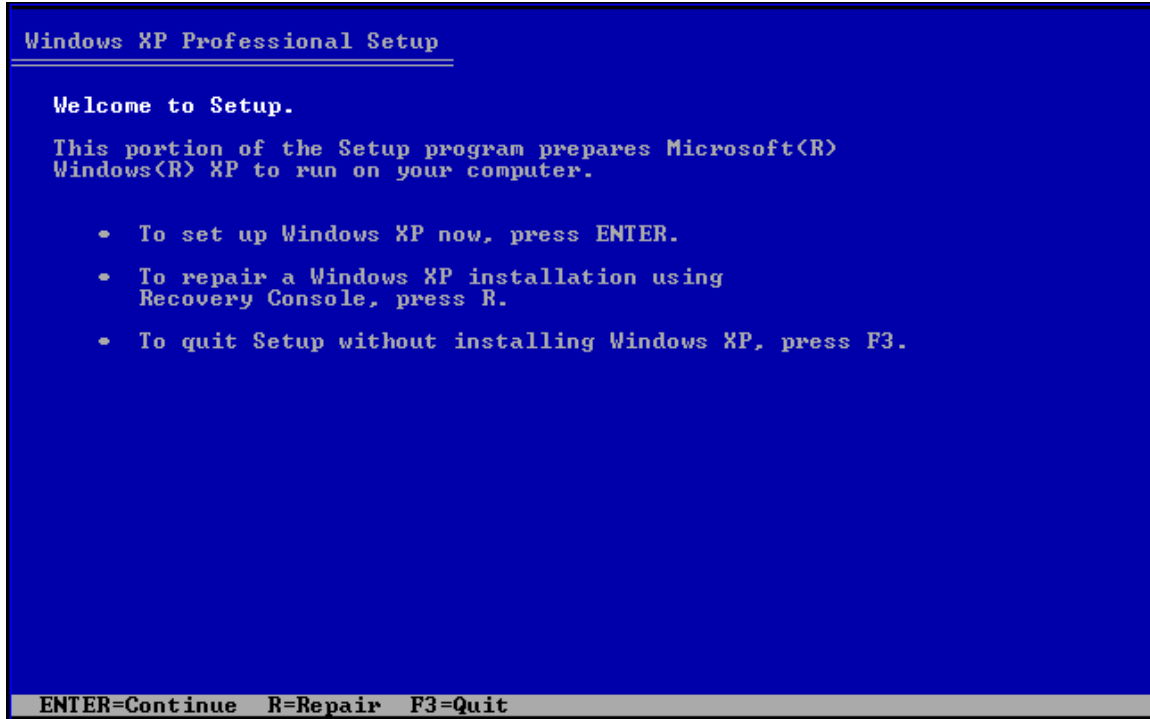 Windows XP Professional Setup
Welcome to Setup.
This portion of the Setup program prepares Microsoft(R)
Windows(R) XP to run on your computer.
• To set up Windows XP now, press ENTER.
• To repair a Windows XP installation using
Recovery Console, press R.
• To quit Setup without installing Windows XP, press F3.
ENTER=Continue R=Repair F3=Quit